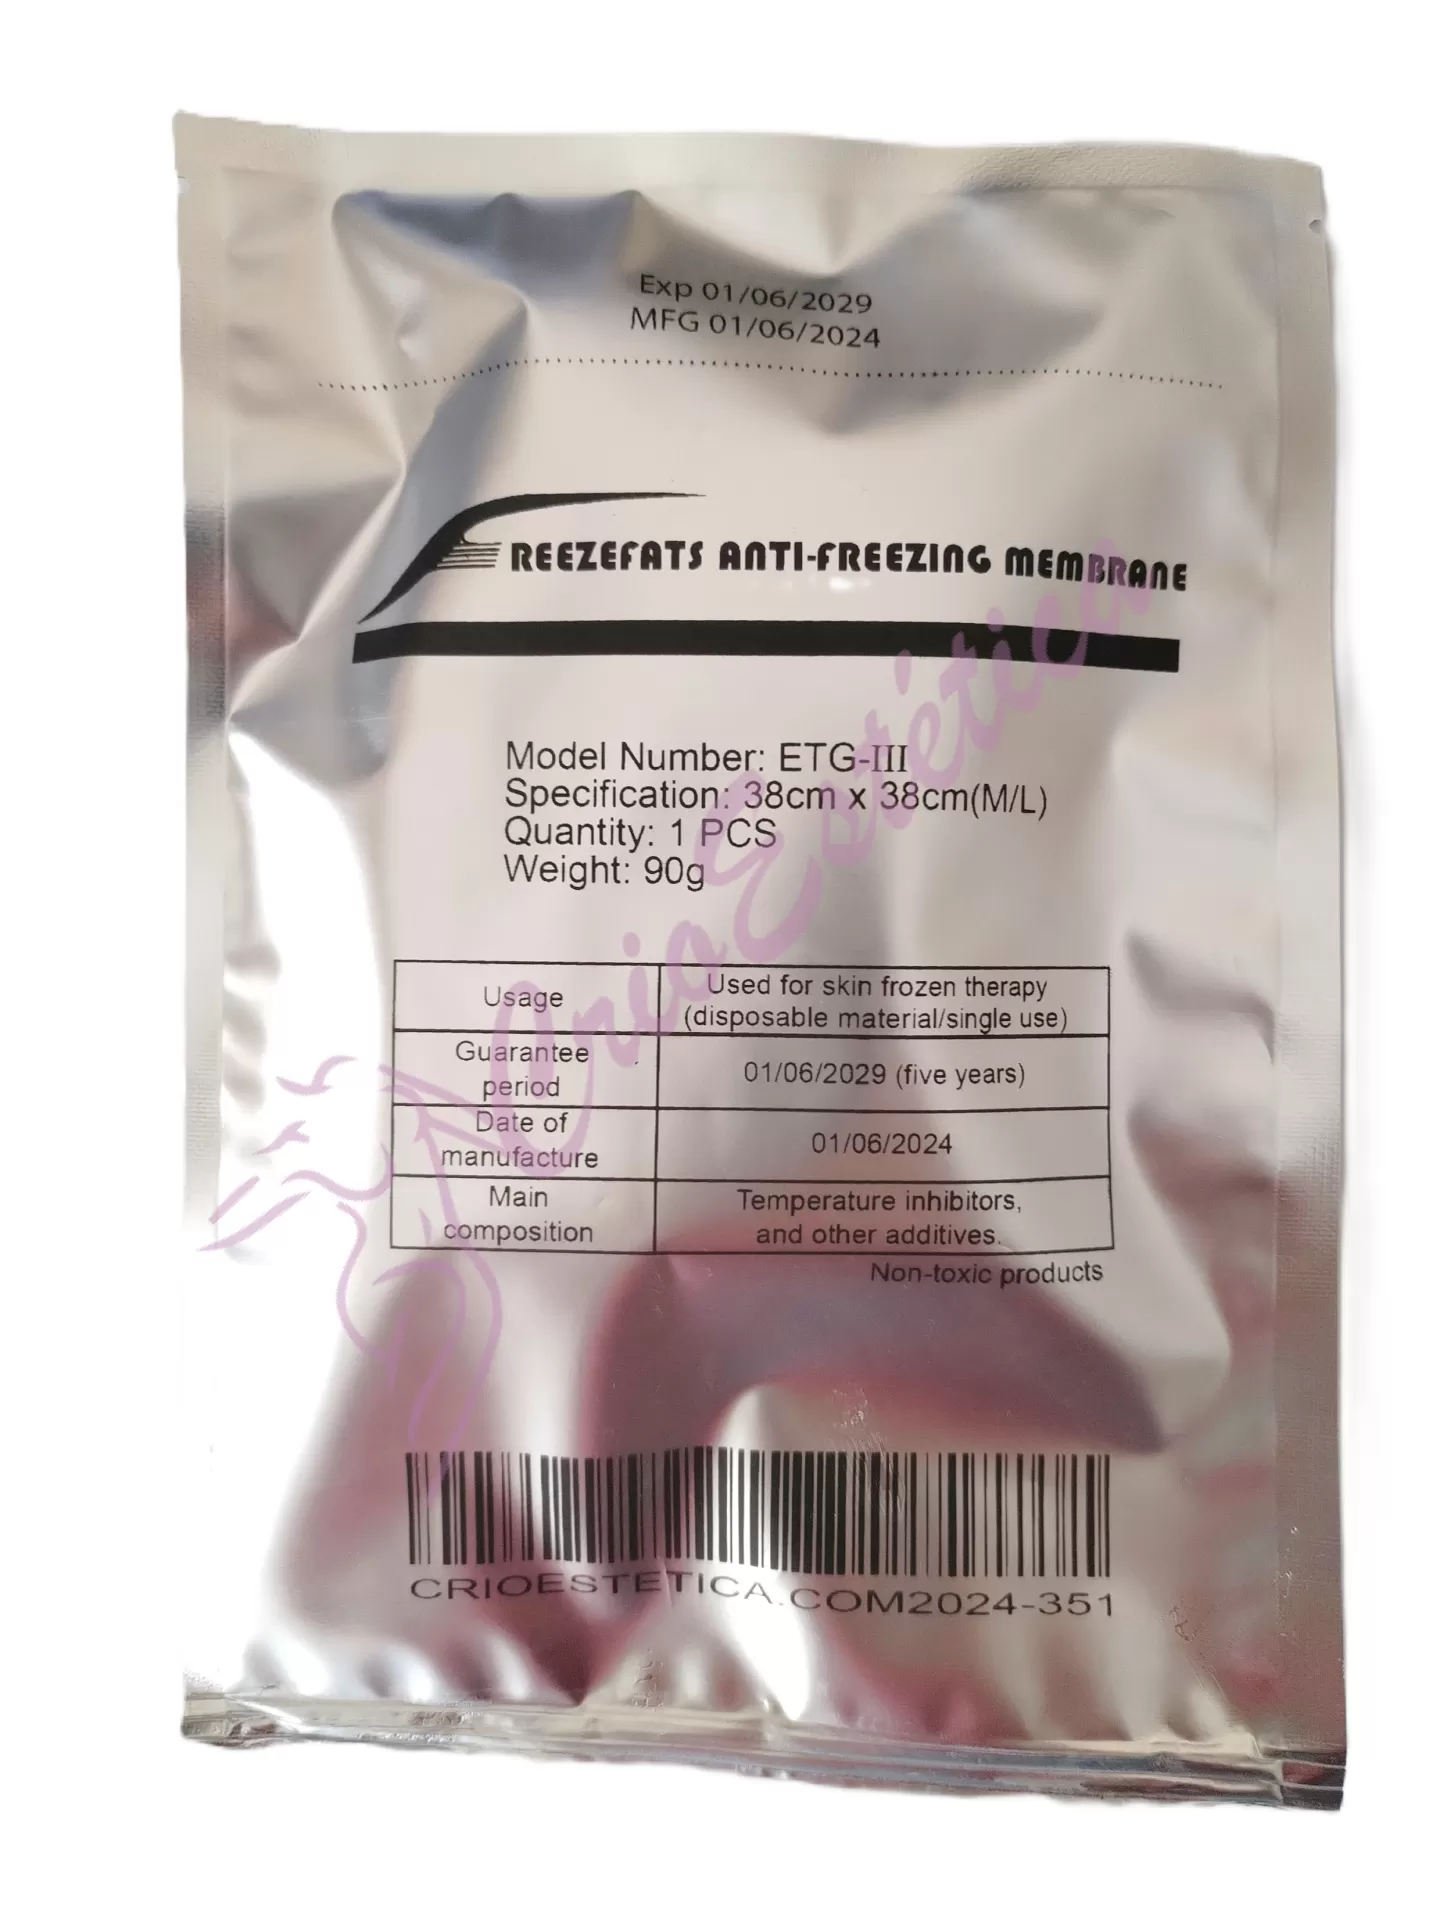 Exp 01/06/2029
MFG 01/06/2024
FREEZEFATS ANTI-FREEZING MEMBRANE
Model Number: ETG-III
Specification: 38cm x 38cm(M/L)
Quantity: 1 PCS
Weight: 90g
CrioEstética
Usage
Used for skin frozen therapy
(disposable material/single use)
Guarantee
period
01/06/2029 (five years)
Date of
manufacture
01/06/2024
Main
composition
Temperature inhibitors,
and other additives.
Non-toxic products
CRIOESTETICA.COM2024-351